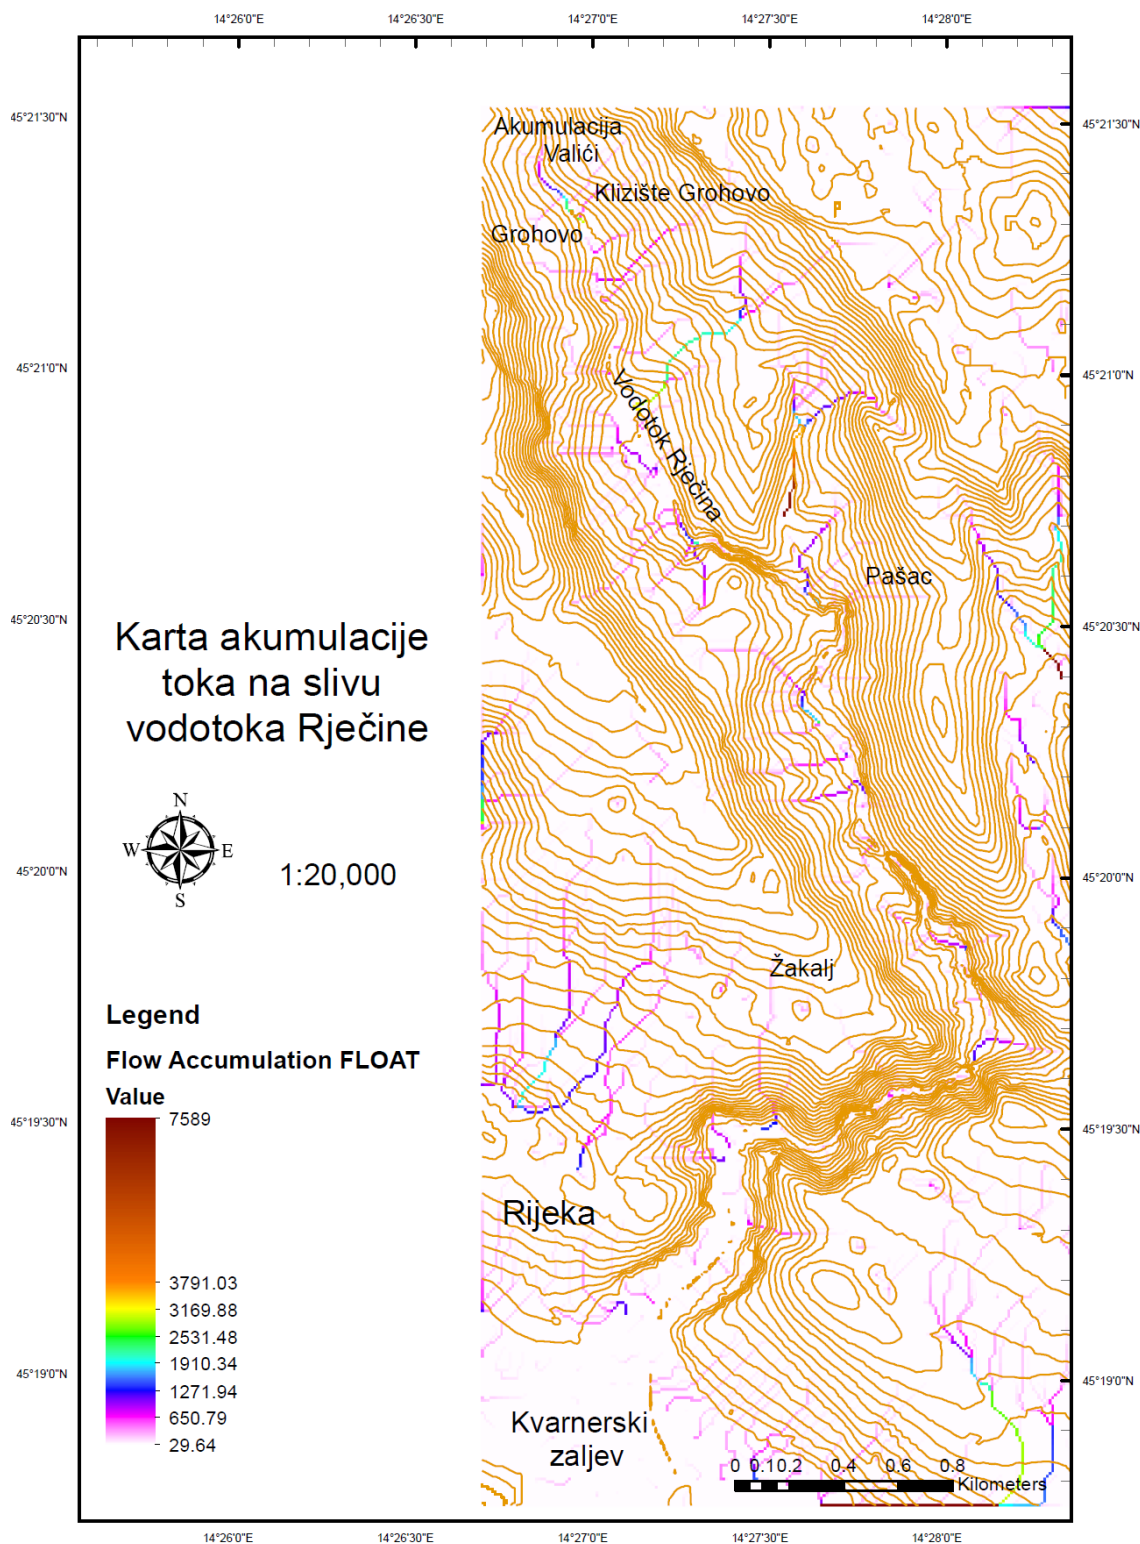 14°26'0"E 14°26'30"E 14°27'0"E 14°27'30"E 14°28'0"E
45°21'30"N
45°21'30"N
Akumulacija
Valići
Klizište Grohovo
Grohovo
45°21'0"N
45°21'0"N
Vodotok Rječina
Pašac
45°20'30"N
45°20'30"N
Karta akumulacije
toka na slivu
vodotoka Rječine
N
W E
S
1:20,000
45°20'0"N
45°20'0"N
Žakalj
Legend
Flow Accumulation FLOAT
Value
7589
3791.03
3169.88
2531.48
1910.34
1271.94
650.79
29.64
45°19'30"N
45°19'30"N
Rijeka
45°19'0"N
45°19'0"N
Kvarnerski
zaljev
0 0.1 0.2 0.4 0.6 0.8
Kilometers
14°26'0"E 14°26'30"E 14°27'0"E 14°27'30"E 14°28'0"E